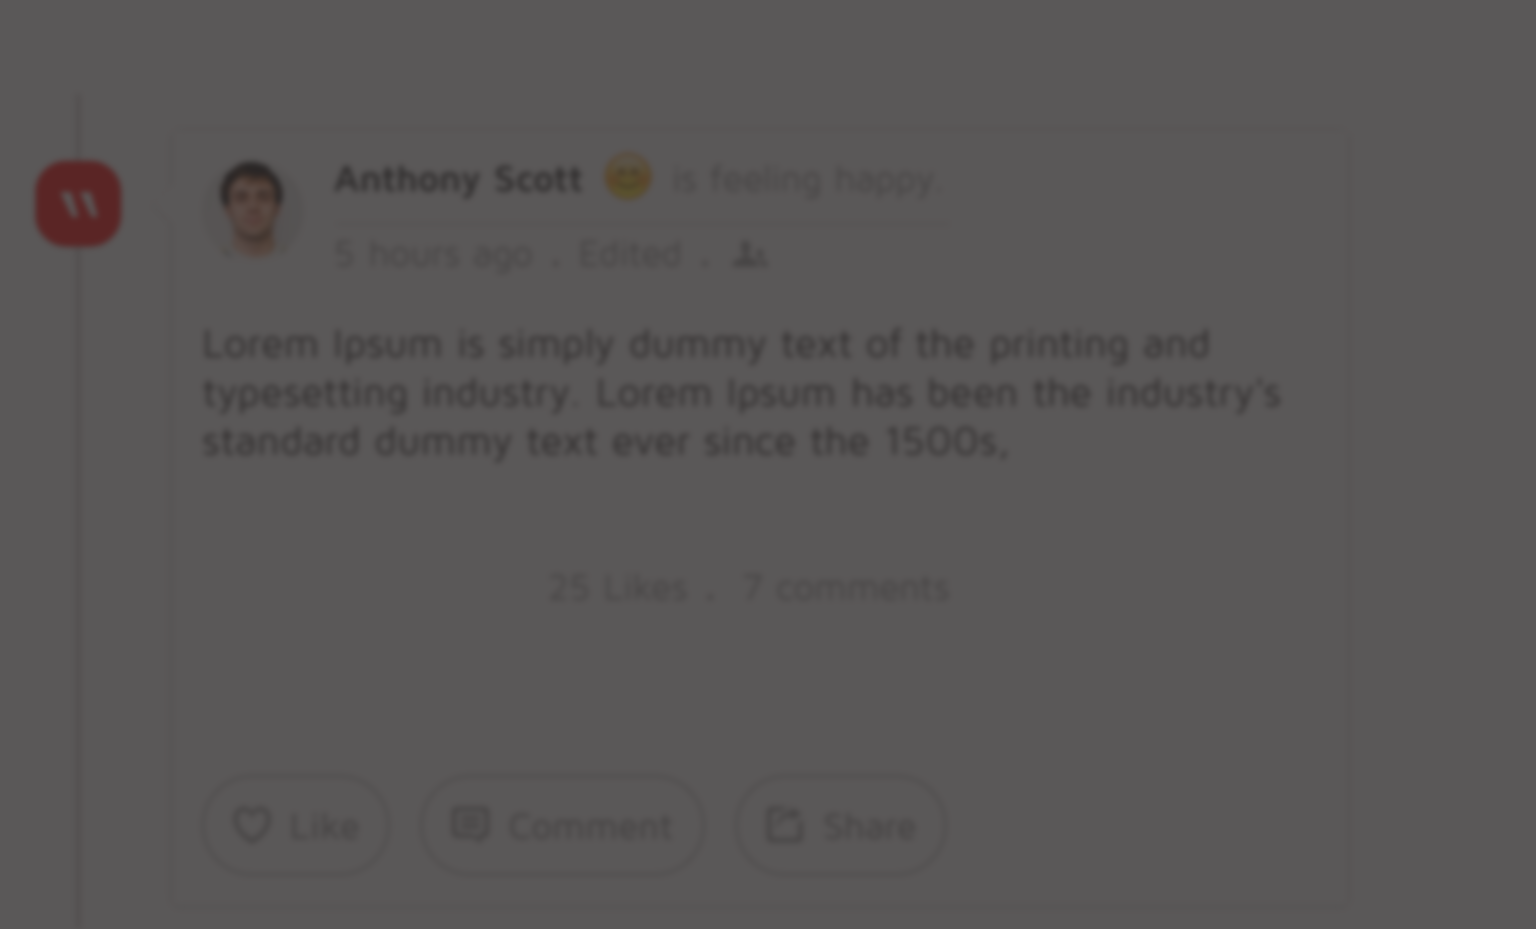 Anthony Scott 😊 is feeling happy.
5 hours ago . Edited .
Lorem Ipsum is simply dummy text of the printing and
typesetting industry. Lorem Ipsum has been the industry's
standard dummy text ever since the 1500s,
25 Likes . 7 comments
Like Comment Share